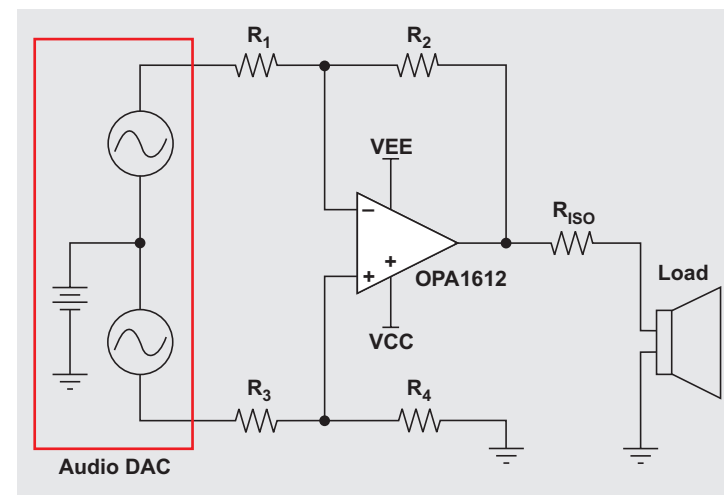 R1
R2
VEE
−
+
+
OPA1612
VCC
RISO
Load
R3
R4
Audio DAC